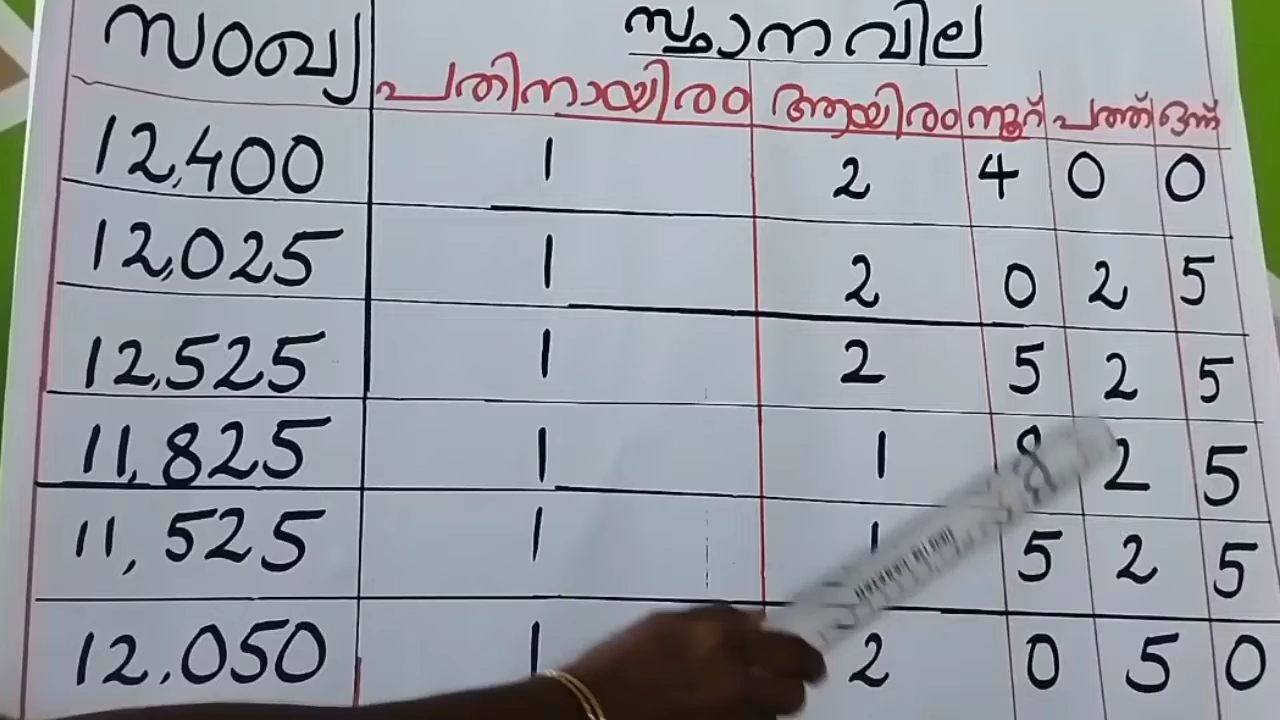 സംഖ്യ സ്ഥാനവില
പതിനായിരം ആയിരം നൂറ് പത്ത് ഒന്ന്
12,400 1 2 4 0 0
12,025 1 2 0 2 5
12,525 1 2 5 2 5
11,825 1 1 8 2 5
11,525 1 1 5 2 5
12,050 1 2 0 5 0